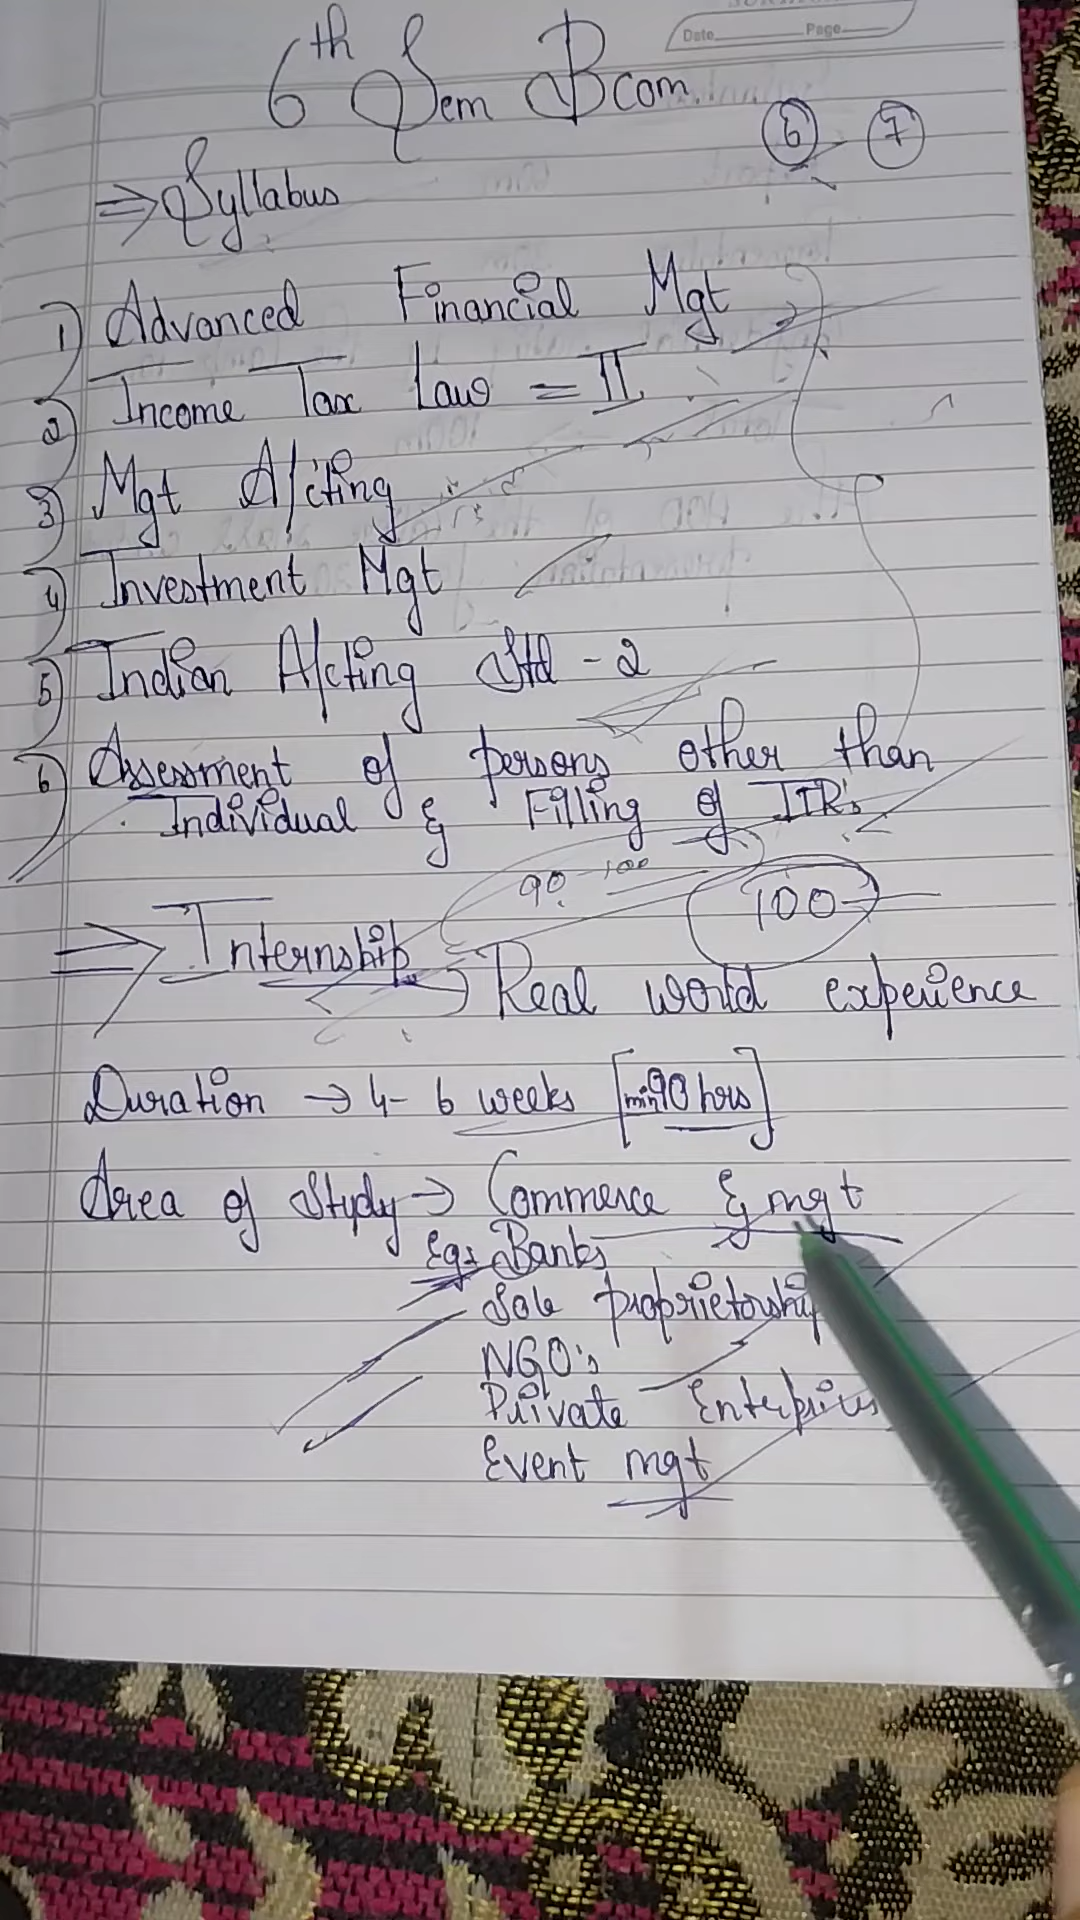 Date Page
6th Sem Bcom
6 7
⇒ Syllabus
1) Advanced Financial Mgt
2) Income Tax Law = II
3) Mgt A/cting
4) Investment Mgt
5) Indian A/cting Std - 2
6) Assessment of persons other than
Individual & Filling of ITR's
90 - 100
100
⇒ Internship → Real world experience
Duration → 4- 6 weeks [min 90 hrs]
Area of Study → Commerce & mgt
Eg: Banks
Sole proprietorship
NGO's
Private Enterprises
Event mgt